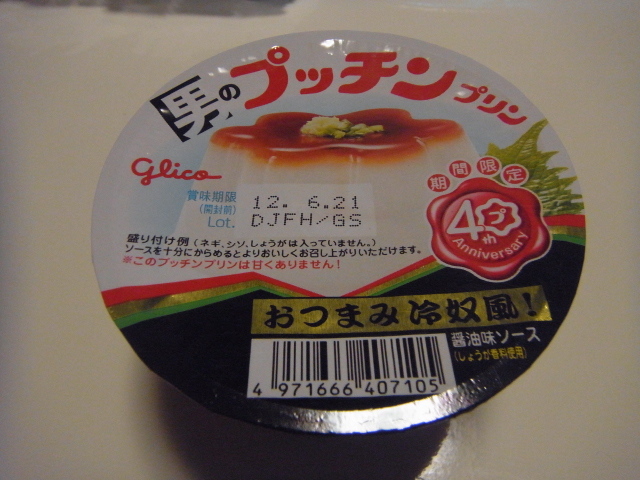 男のプッチンプリン
glico
期間限定
賞味期限
(開封前)
12. 6.21
Lot.
DJFH/GS
40th
プ
Anniversary
盛り付け例(ネギ、シソ、しょうがは入っていません。)
ソースを十分にからめるとよりおいしくお召し上がりいただけます。
※このプッチンプリンは甘くありません!
おつまみ冷奴風!
醤油味ソース
(しょうが香料使用)
4 971666 407105